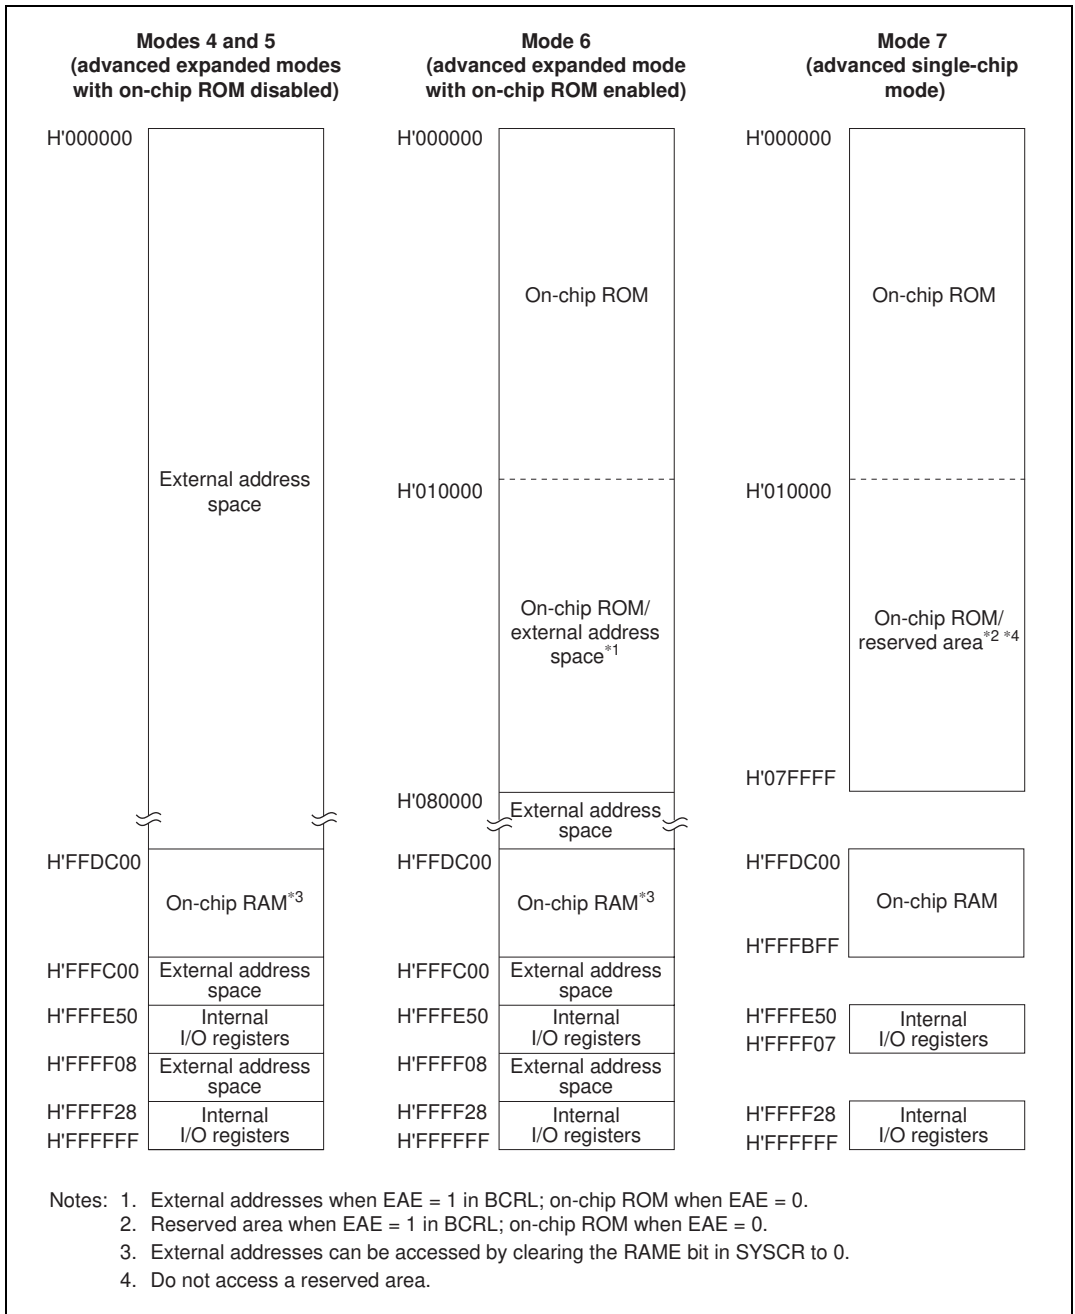 Modes 4 and 5
(advanced expanded modes
with on-chip ROM disabled)
H'000000
External address
space
H'FFDC00
On-chip RAM*3
H'FFFC00
External address
space
H'FFFE50
Internal
I/O registers
H'FFFF08
External address
space
H'FFFF28
Internal
I/O registers
H'FFFFFF
Mode 6
(advanced expanded mode
with on-chip ROM enabled)
H'000000
On-chip ROM
H'010000
On-chip ROM/
external address
space*1
H'080000
External address
space
H'FFDC00
On-chip RAM*3
H'FFFC00
External address
space
H'FFFE50
Internal
I/O registers
H'FFFF08
External address
space
H'FFFF28
Internal
I/O registers
H'FFFFFF
Mode 7
(advanced single-chip
mode)
H'000000
On-chip ROM
H'010000
On-chip ROM/
reserved area*2 *4
H'07FFFF
H'FFDC00
On-chip RAM
H'FFFBFF
H'FFFE50
Internal
I/O registers
H'FFFF07
H'FFFF28
Internal
I/O registers
H'FFFFFF
Notes: 1. External addresses when EAE = 1 in BCRL; on-chip ROM when EAE = 0.
2. Reserved area when EAE = 1 in BCRL; on-chip ROM when EAE = 0.
3. External addresses can be accessed by clearing the RAME bit in SYSCR to 0.
4. Do not access a reserved area.